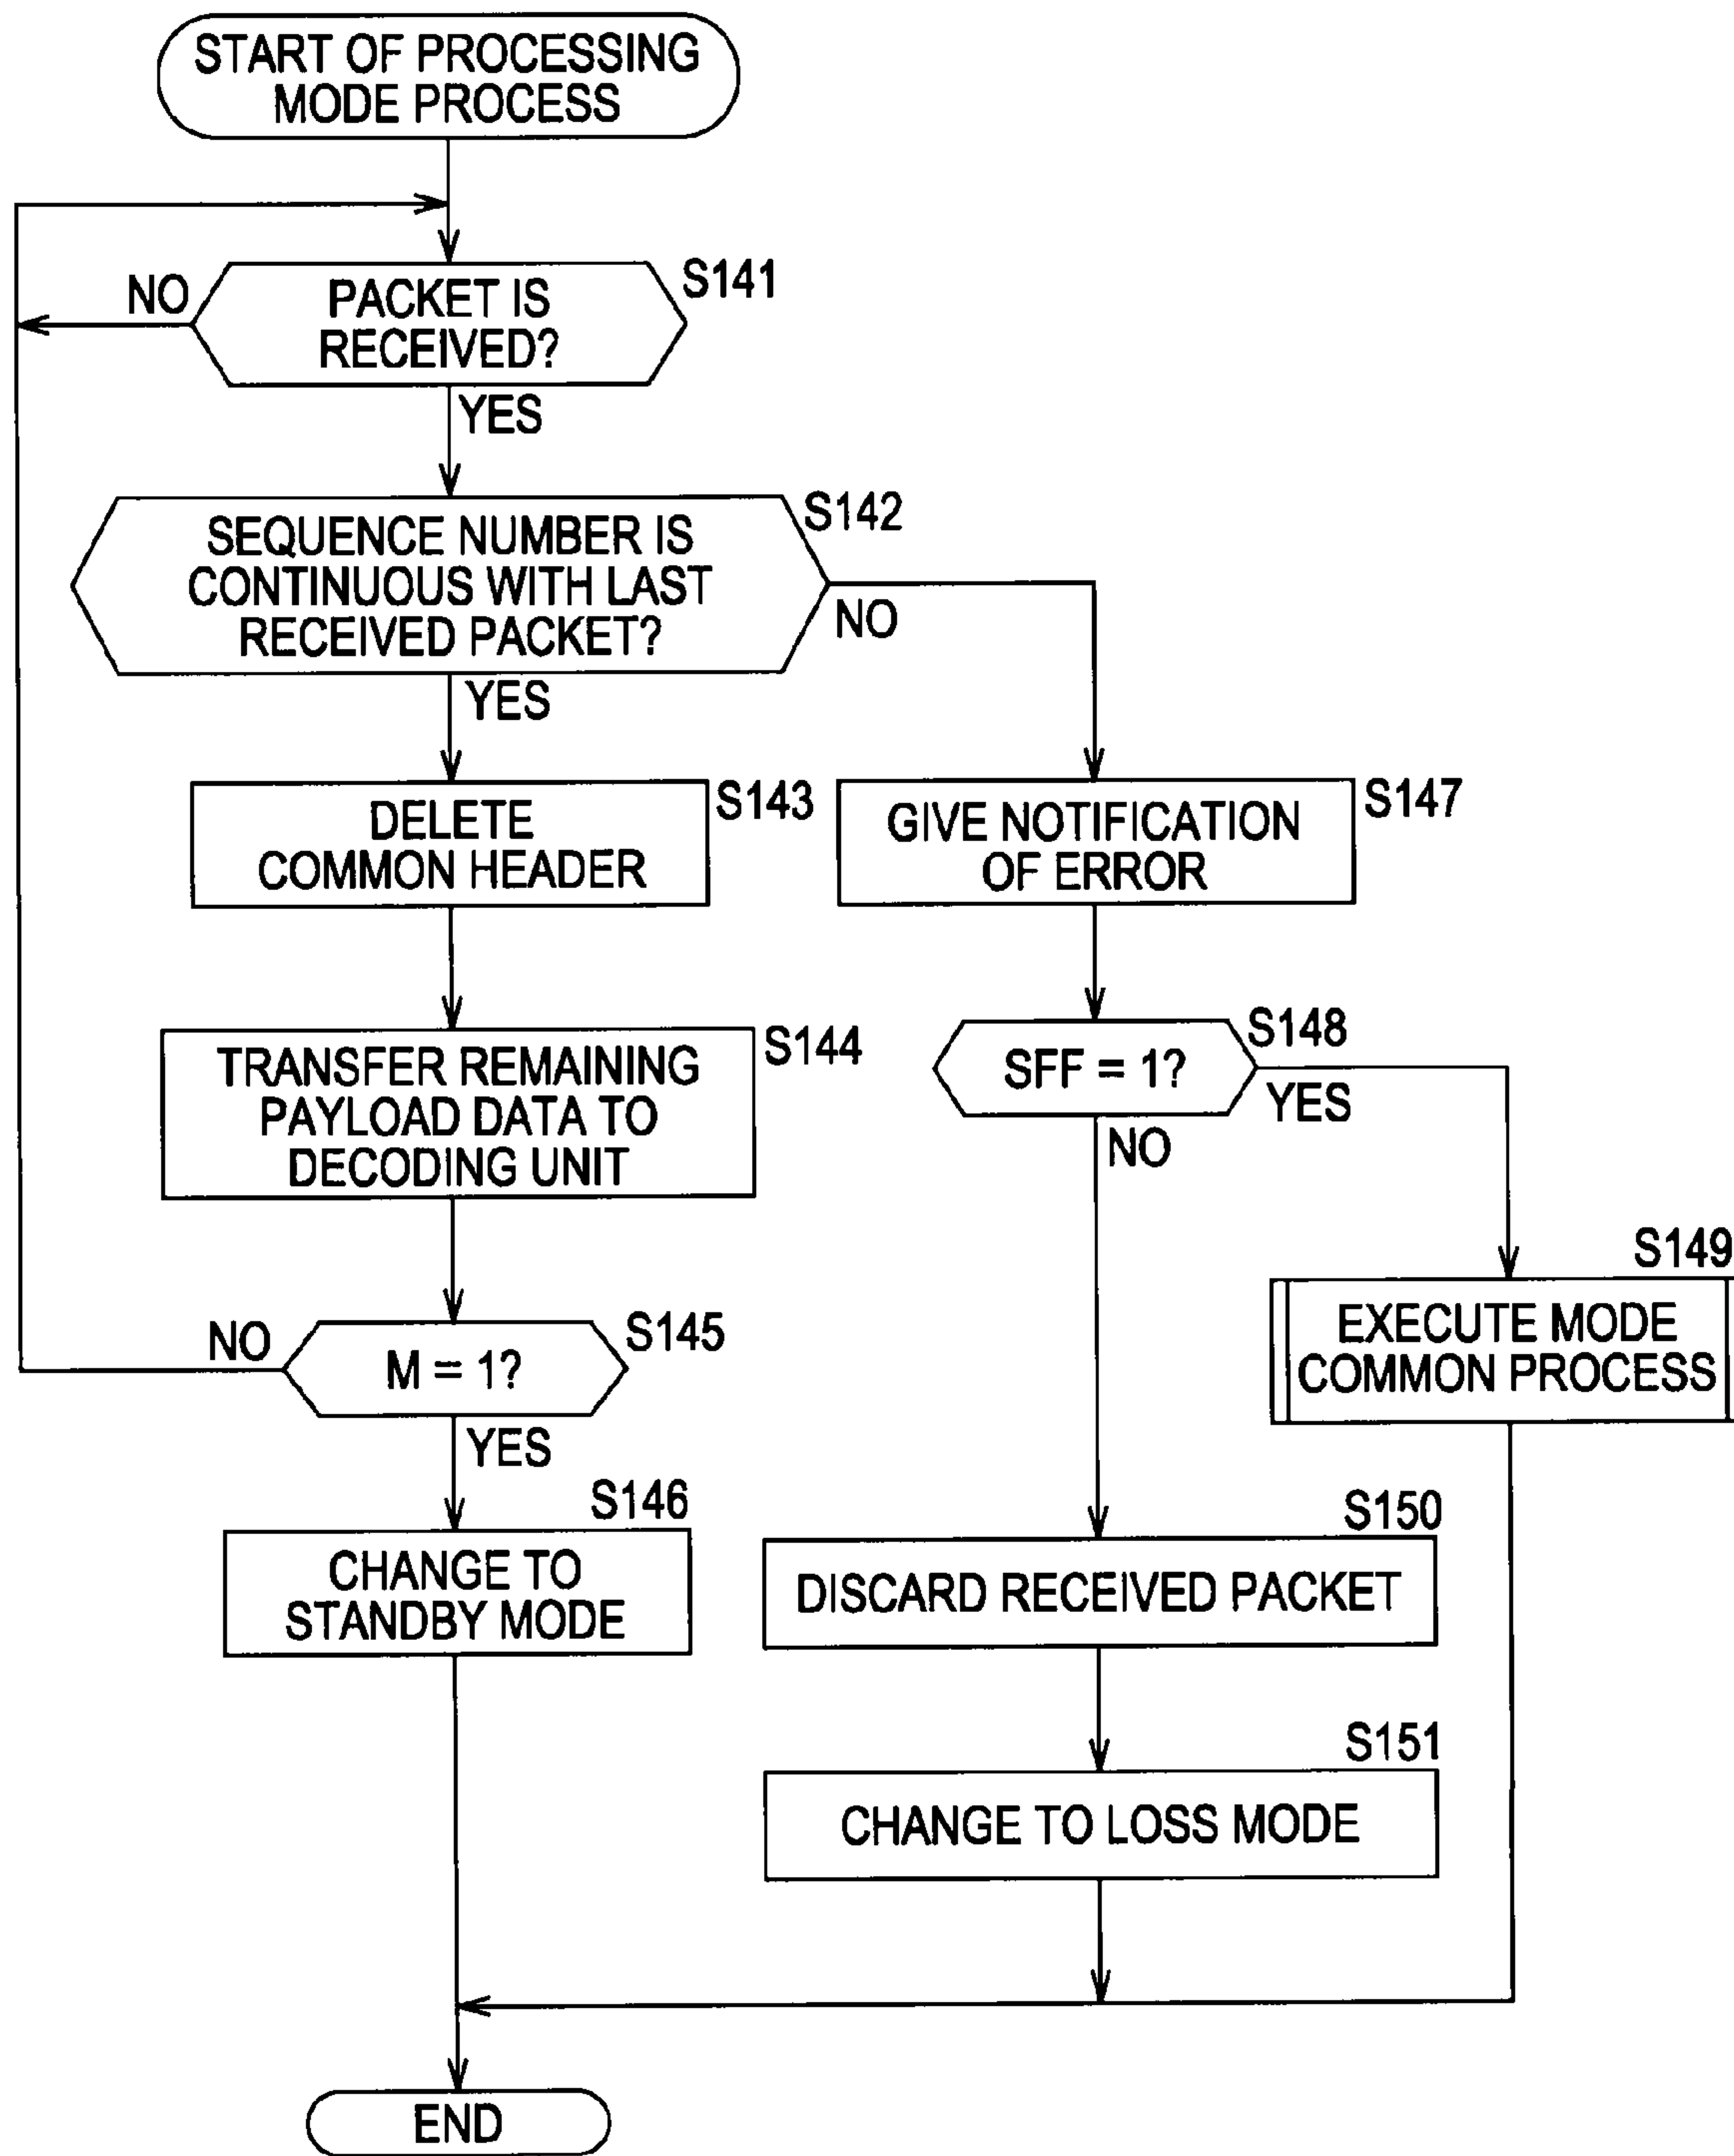 START OF PROCESSING
MODE PROCESS
NO
PACKET IS
RECEIVED?
S141
YES
SEQUENCE NUMBER IS
CONTINUOUS WITH LAST
RECEIVED PACKET?
S142
NO
YES
DELETE
COMMON HEADER
S143
GIVE NOTIFICATION
OF ERROR
S147
TRANSFER REMAINING
PAYLOAD DATA TO
DECODING UNIT
S144
SFF = 1?
S148
YES
NO
S149
EXECUTE MODE
COMMON PROCESS
NO
M = 1?
S145
YES
S146
CHANGE TO
STANDBY MODE
S150
DISCARD RECEIVED PACKET
S151
CHANGE TO LOSS MODE
END